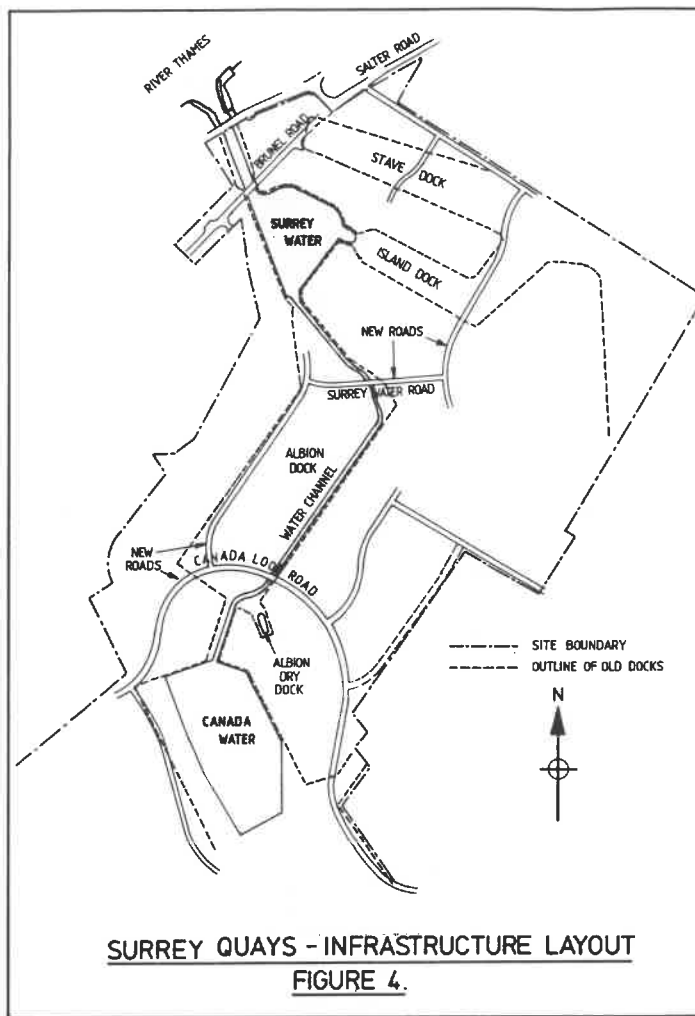 RIVER THAMES
SALTER ROAD
BRUNEL ROAD
STAVE DOCK
SURREY
WATER
ISLAND DOCK
NEW ROADS
SURREY WATER ROAD
ALBION
DOCK
WATER CHANNEL
NEW
ROADS
CANADA LOOP ROAD
ALBION
DRY
DOCK
CANADA
WATER
SITE BOUNDARY
OUTLINE OF OLD DOCKS
N
SURREY QUAYS - INFRASTRUCTURE LAYOUT
FIGURE 4.